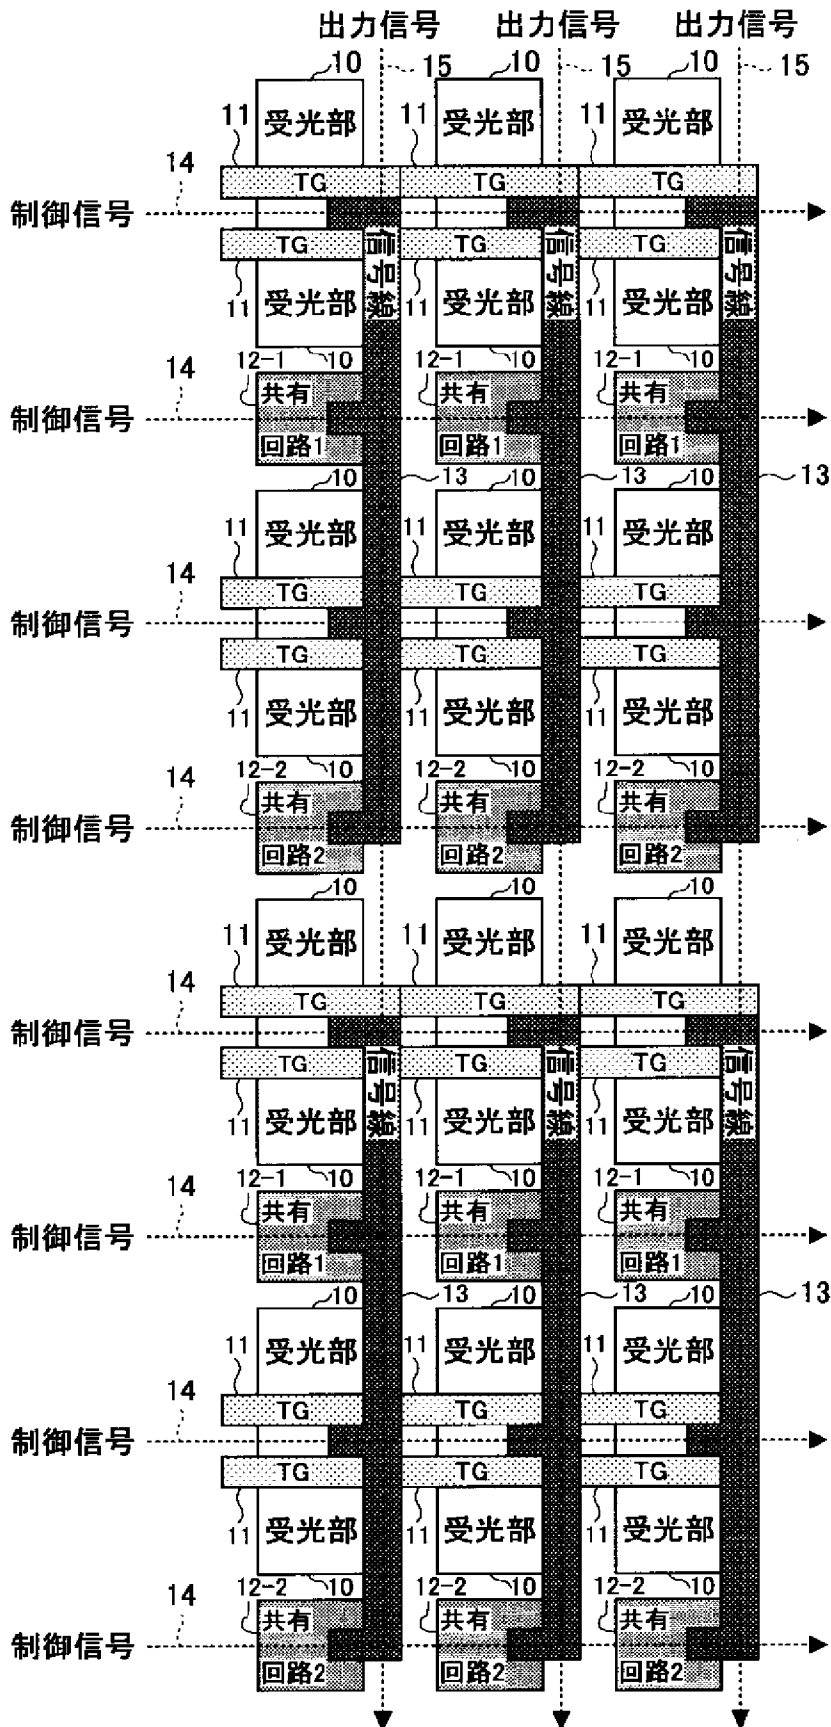 出力信号 出力信号 出力信号
10 15 10 15 10 15
受光部 受光部 受光部
11 11 11
14
TG TG TG
制御信号
TG TG TG
信号線 信号線 信号線
11 11 11
受光部 受光部 受光部
12-1 10 12-1 10 12-1 10
14
共有 共有 共有
制御信号
回路1 回路1 回路1
10 13 10 13 10 13
受光部 受光部 受光部
11 11 11
14
TG TG TG
制御信号
TG TG TG
11 11 11
受光部 受光部 受光部
12-2 10 12-2 10 12-2 10
14
共有 共有 共有
制御信号
回路2 回路2 回路2
10 10 10
受光部 受光部 受光部
11 11 11
14
TG TG TG
制御信号
TG TG TG
信号線 信号線 信号線
11 11 11
受光部 受光部 受光部
12-1 10 12-1 10 12-1 10
14
共有 共有 共有
制御信号
回路1 回路1 回路1
10 13 10 13 10 13
受光部 受光部 受光部
11 11 11
14
TG TG TG
制御信号
TG TG TG
11 11 11
受光部 受光部 受光部
12-2 10 12-2 10 12-2 10
14
共有 共有 共有
制御信号
回路2 回路2 回路2